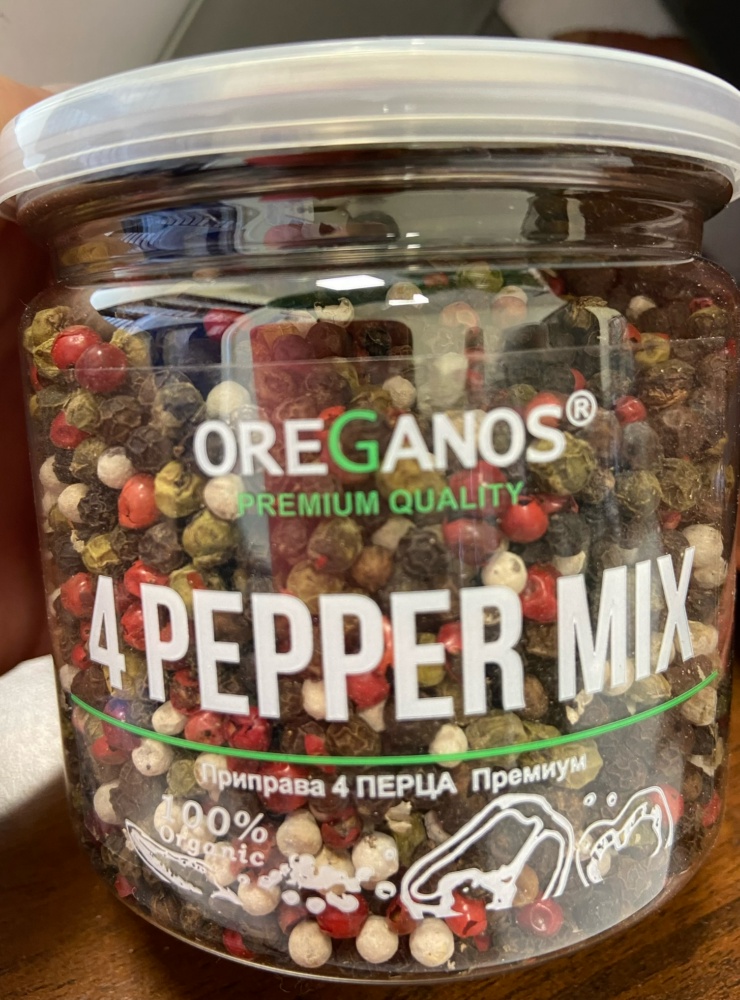 OREGANOS®
PREMIUM QUALITY
4 PEPPER MIX
Приправа 4 ПЕРЦА Премиум
100%
Organic